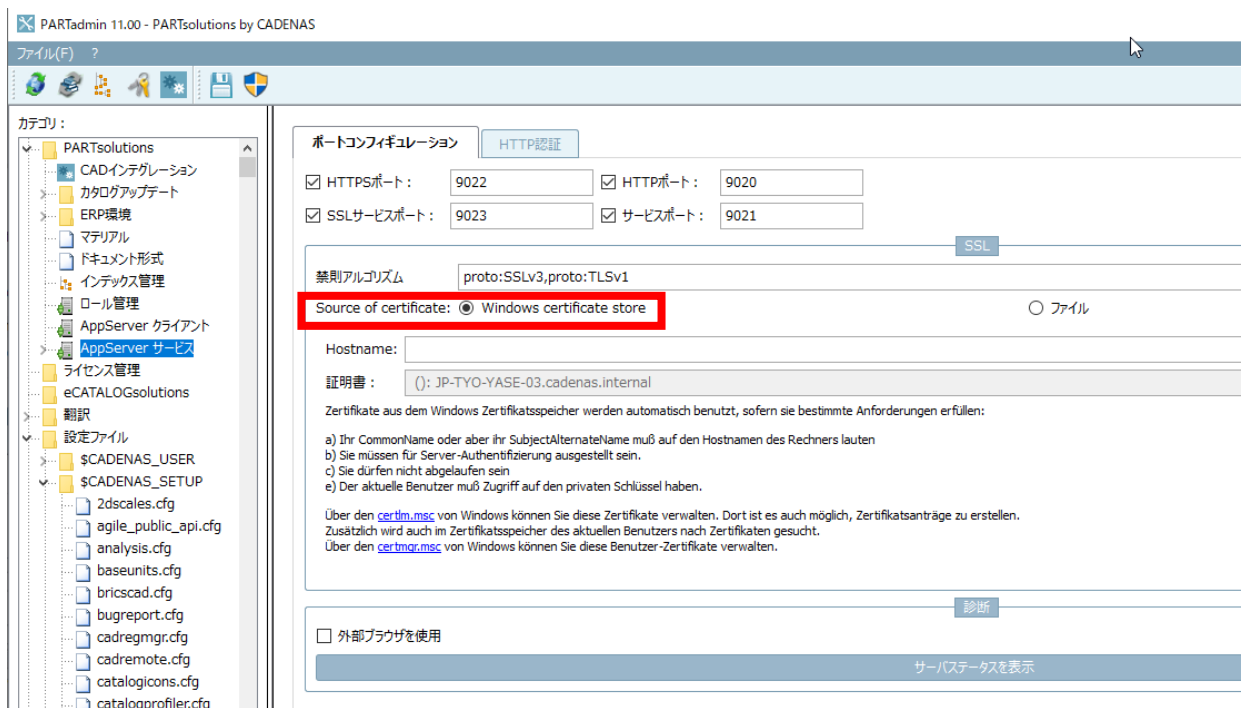 PARTadmin 11.00 - PARTsolutions by CADENAS
ファイル(F) ?
カテゴリ :
PARTsolutions
CADインテグレーション
カタログアップデート
ERP環境
マテリアル
ドキュメント形式
インデックス管理
ロール管理
AppServer クライアント
AppServer サービス
ライセンス管理
eCATALOGsolutions
翻訳
設定ファイル
$CADENAS_USER
$CADENAS_SETUP
2dscales.cfg
agile_public_api.cfg
analysis.cfg
baseunits.cfg
bricscad.cfg
bugreport.cfg
cadregmgr.cfg
cadremote.cfg
catalogicons.cfg
catalogprofiler.cfg
ポートコンフィギュレーション HTTP認証
HTTPSポート : 9022 HTTPポート : 9020
SSLサービスポート : 9023 サービスポート : 9021
SSL
禁則アルゴリズム proto:SSLv3,proto:TLSv1
Source of certificate: Windows certificate store ファイル
Hostname:
証明書 : (): JP-TYO-YASE-03.cadenas.internal
Zertifikate aus dem Windows Zertifikatsspeicher werden automatisch benutzt, sofern sie bestimmte Anforderungen erfüllen:
a) Ihr CommonName oder aber ihr SubjectAlternateName muß auf den Hostnamen des Rechners lauten
b) Sie müssen für Server-Authentifizierung ausgestellt sein.
c) Sie dürfen nicht abgelaufen sein
e) Der aktuelle Benutzer muß Zugriff auf den privaten Schlüssel haben.
Über den certlm.msc von Windows können Sie diese Zertifikate verwalten. Dort ist es auch möglich, Zertifikatsanträge zu erstellen.
Zusätzlich wird auch im Zertifikatsspeicher des aktuellen Benutzers nach Zertifikaten gesucht.
Über den certmgr.msc von Windows können Sie diese Benutzer-Zertifikate verwalten.
診断
外部ブラウザを使用
サーバステータスを表示